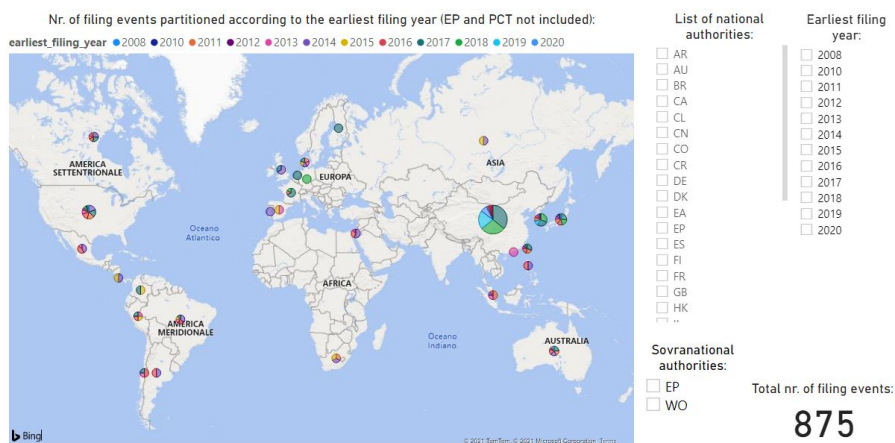 Nr. of filing events partitioned according to the earliest filing year (EP and PCT not included):
earliest_filing_year 2008 2010 2011 2012 2013 2014 2015 2016 2017 2018 2019 2020
AMERICA
SETTENTRIONALE
EUROPA
ASIA
Oceano
Atlantico
AFRICA
AMERICA
MERIDIONALE
Oceano
Indiano
AUSTRALIA
Bing
© 2021 TomTom, © 2021 Microsoft Corporation Terms
List of national
authorities:
AR
AU
BR
CA
CL
CN
CO
CR
DE
DK
EA
EP
ES
FI
FR
GB
HK
Earliest filing
year:
2008
2010
2011
2012
2013
2014
2015
2016
2017
2018
2019
2020
Sovranational
authorities:
EP
WO
Total nr. of filing events:
875